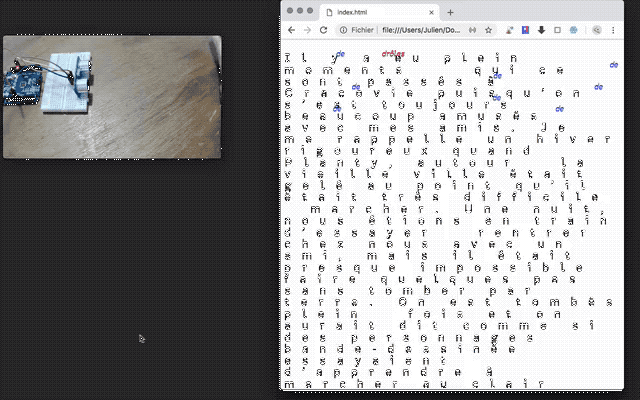 index.html
Fichier | file:///Users/Julien/Do...
Il y de a eu drôles plein
moments qui ce de
sont passés à de
Cracovie de puisqu'on de
s'est toujours de
de beaucoup amusés de
avec mes amis. Je
me rappelle un hiver
rigoureux quand
Planty, autour la
vieille ville était
gelé au point qu'il
était très difficile
marcher. Une nuit,
nous étions en train
d'essayer rentrer
chez nous avec un
ami, mais il était
presque impossible
faire quelques pas
sans tomber par
terre. On est tombés
plein fois et on
aurait dit comme si
des personnages
bande-dessinée
essayaient
d'apprendre à
marcher au clair